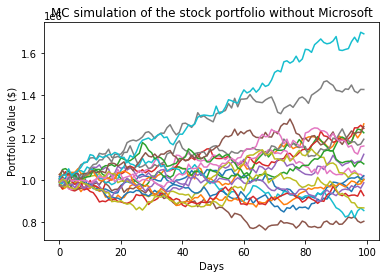 MC simulation of the stock portfolio without Microsoft
1e6
1.6
1.4
1.2
1.0
0.8
Portfolio Value ($)
0 20 40 60 80 100
Days